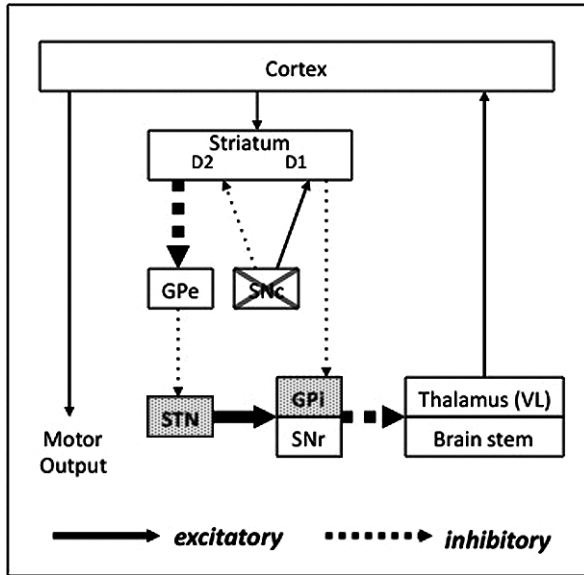 Cortex
Striatum
D2 D1
GPe
SNc
STN
GPi
SNr
Thalamus (VL)
Brain stem
Motor
Output
excitatory
inhibitory